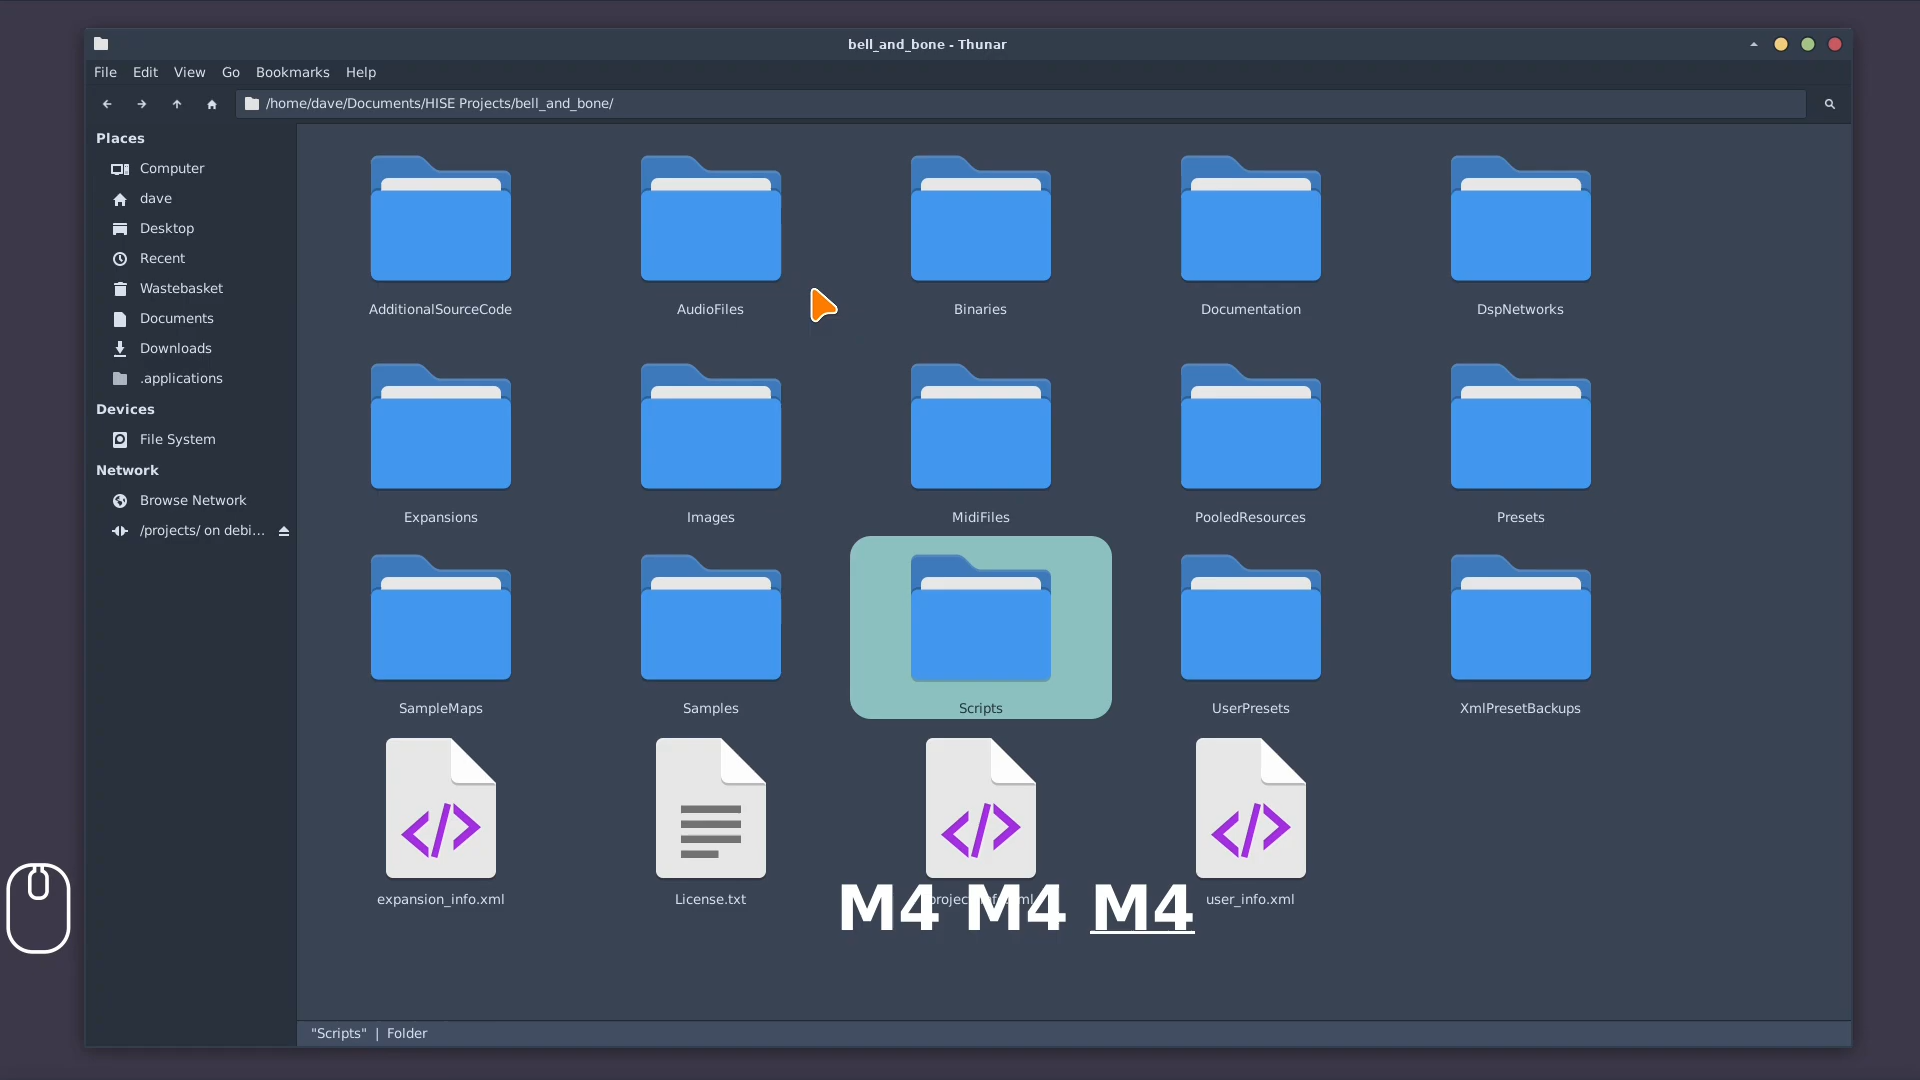 bell_and_bone - Thunar
File Edit View Go Bookmarks Help
/home/dave/Documents/HISE Projects/bell_and_bone/
Places
Computer
dave
Desktop
Recent
Wastebasket
Documents
Downloads
.applications
Devices
File System
Network
Browse Network
/projects/ on debi...
AdditionalSourceCode AudioFiles Binaries Documentation DspNetworks
Expansions Images MidiFiles PooledResources Presets
SampleMaps Samples Scripts UserPresets XmlPresetBackups
expansion_info.xml License.txt user_info.xml
M4 M4 M4
"Scripts" | Folder